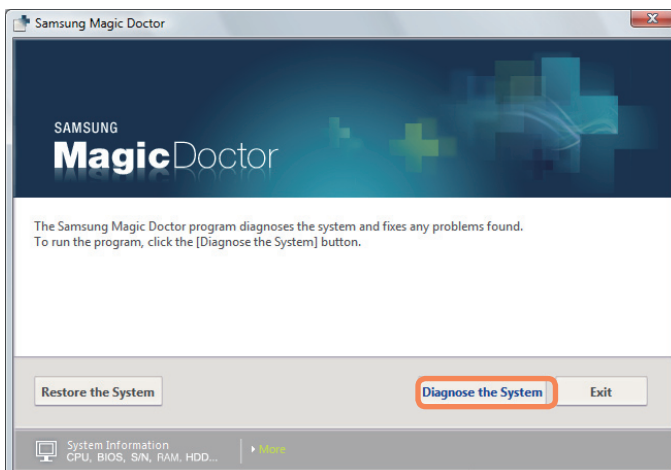 Samsung Magic Doctor
SAMSUNG
MagicDoctor
The Samsung Magic Doctor program diagnoses the system and fixes any problems found.
To run the program, click the [Diagnose the System] button.
Restore the System
Diagnose the System
Exit
System Information
CPU, BIOS, S/N, RAM, HDD...
More